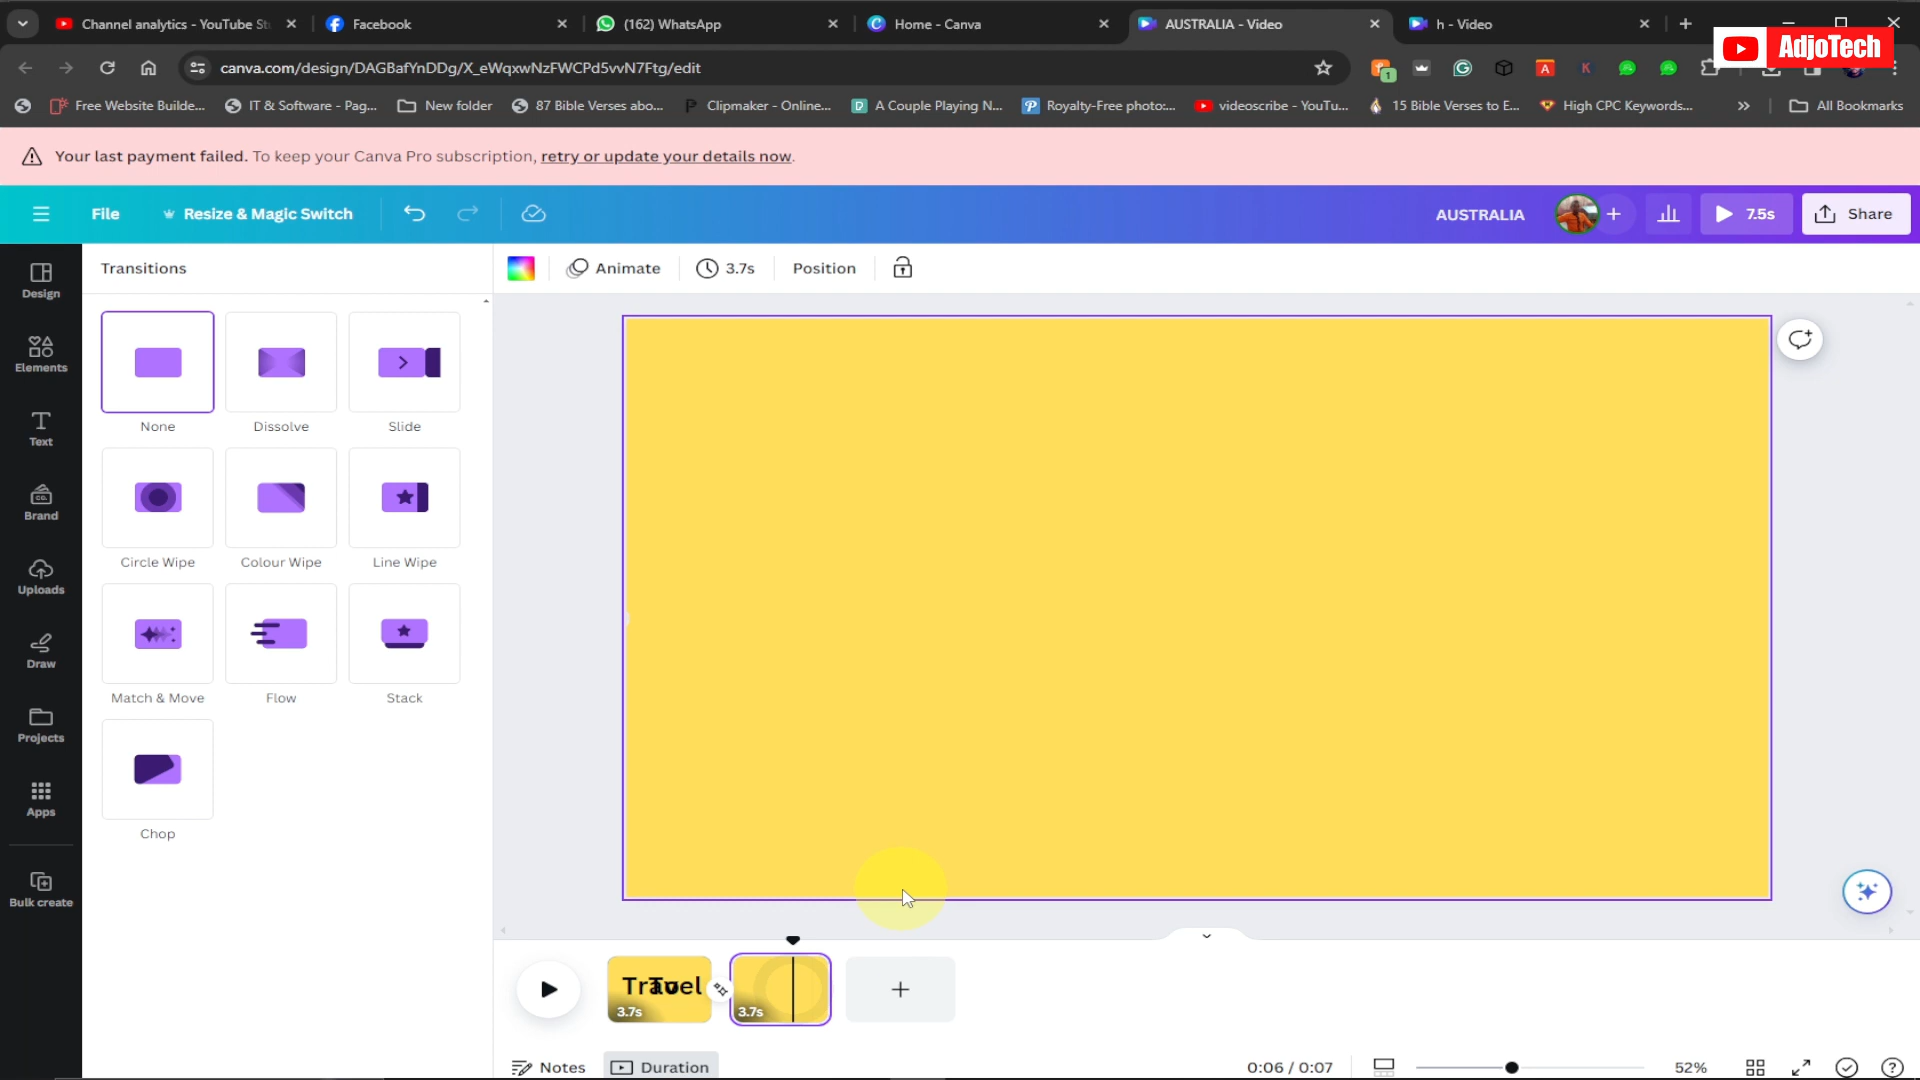 Channel analytics - YouTube St
Facebook
(162) WhatsApp
Home - Canva
AUSTRALIA - Video
h - Video
AdjoTech
canva.com/design/DAGBafYnDDg/X_eWqxwNzFWCPd5vvN7Ftg/edit
1
Free Website Builde...
IT & Software - Pag...
New folder
87 Bible Verses abo...
Clipmaker - Online...
A Couple Playing N...
Royalty-Free photo:...
videoscribe - YouTu...
15 Bible Verses to E...
High CPC Keywords...
All Bookmarks
Your last payment failed. To keep your Canva Pro subscription, retry or update your details now.
File
Resize & Magic Switch
AUSTRALIA
7.5s
Share
Design
Elements
Text
Brand
Uploads
Draw
Projects
Apps
Bulk create
Transitions
None
Dissolve
Slide
Circle Wipe
Colour Wipe
Line Wipe
Match & Move
Flow
Stack
Chop
Animate
3.7s
Position
3.7s
3.7s
Notes
Duration
0:06 / 0:07
52%